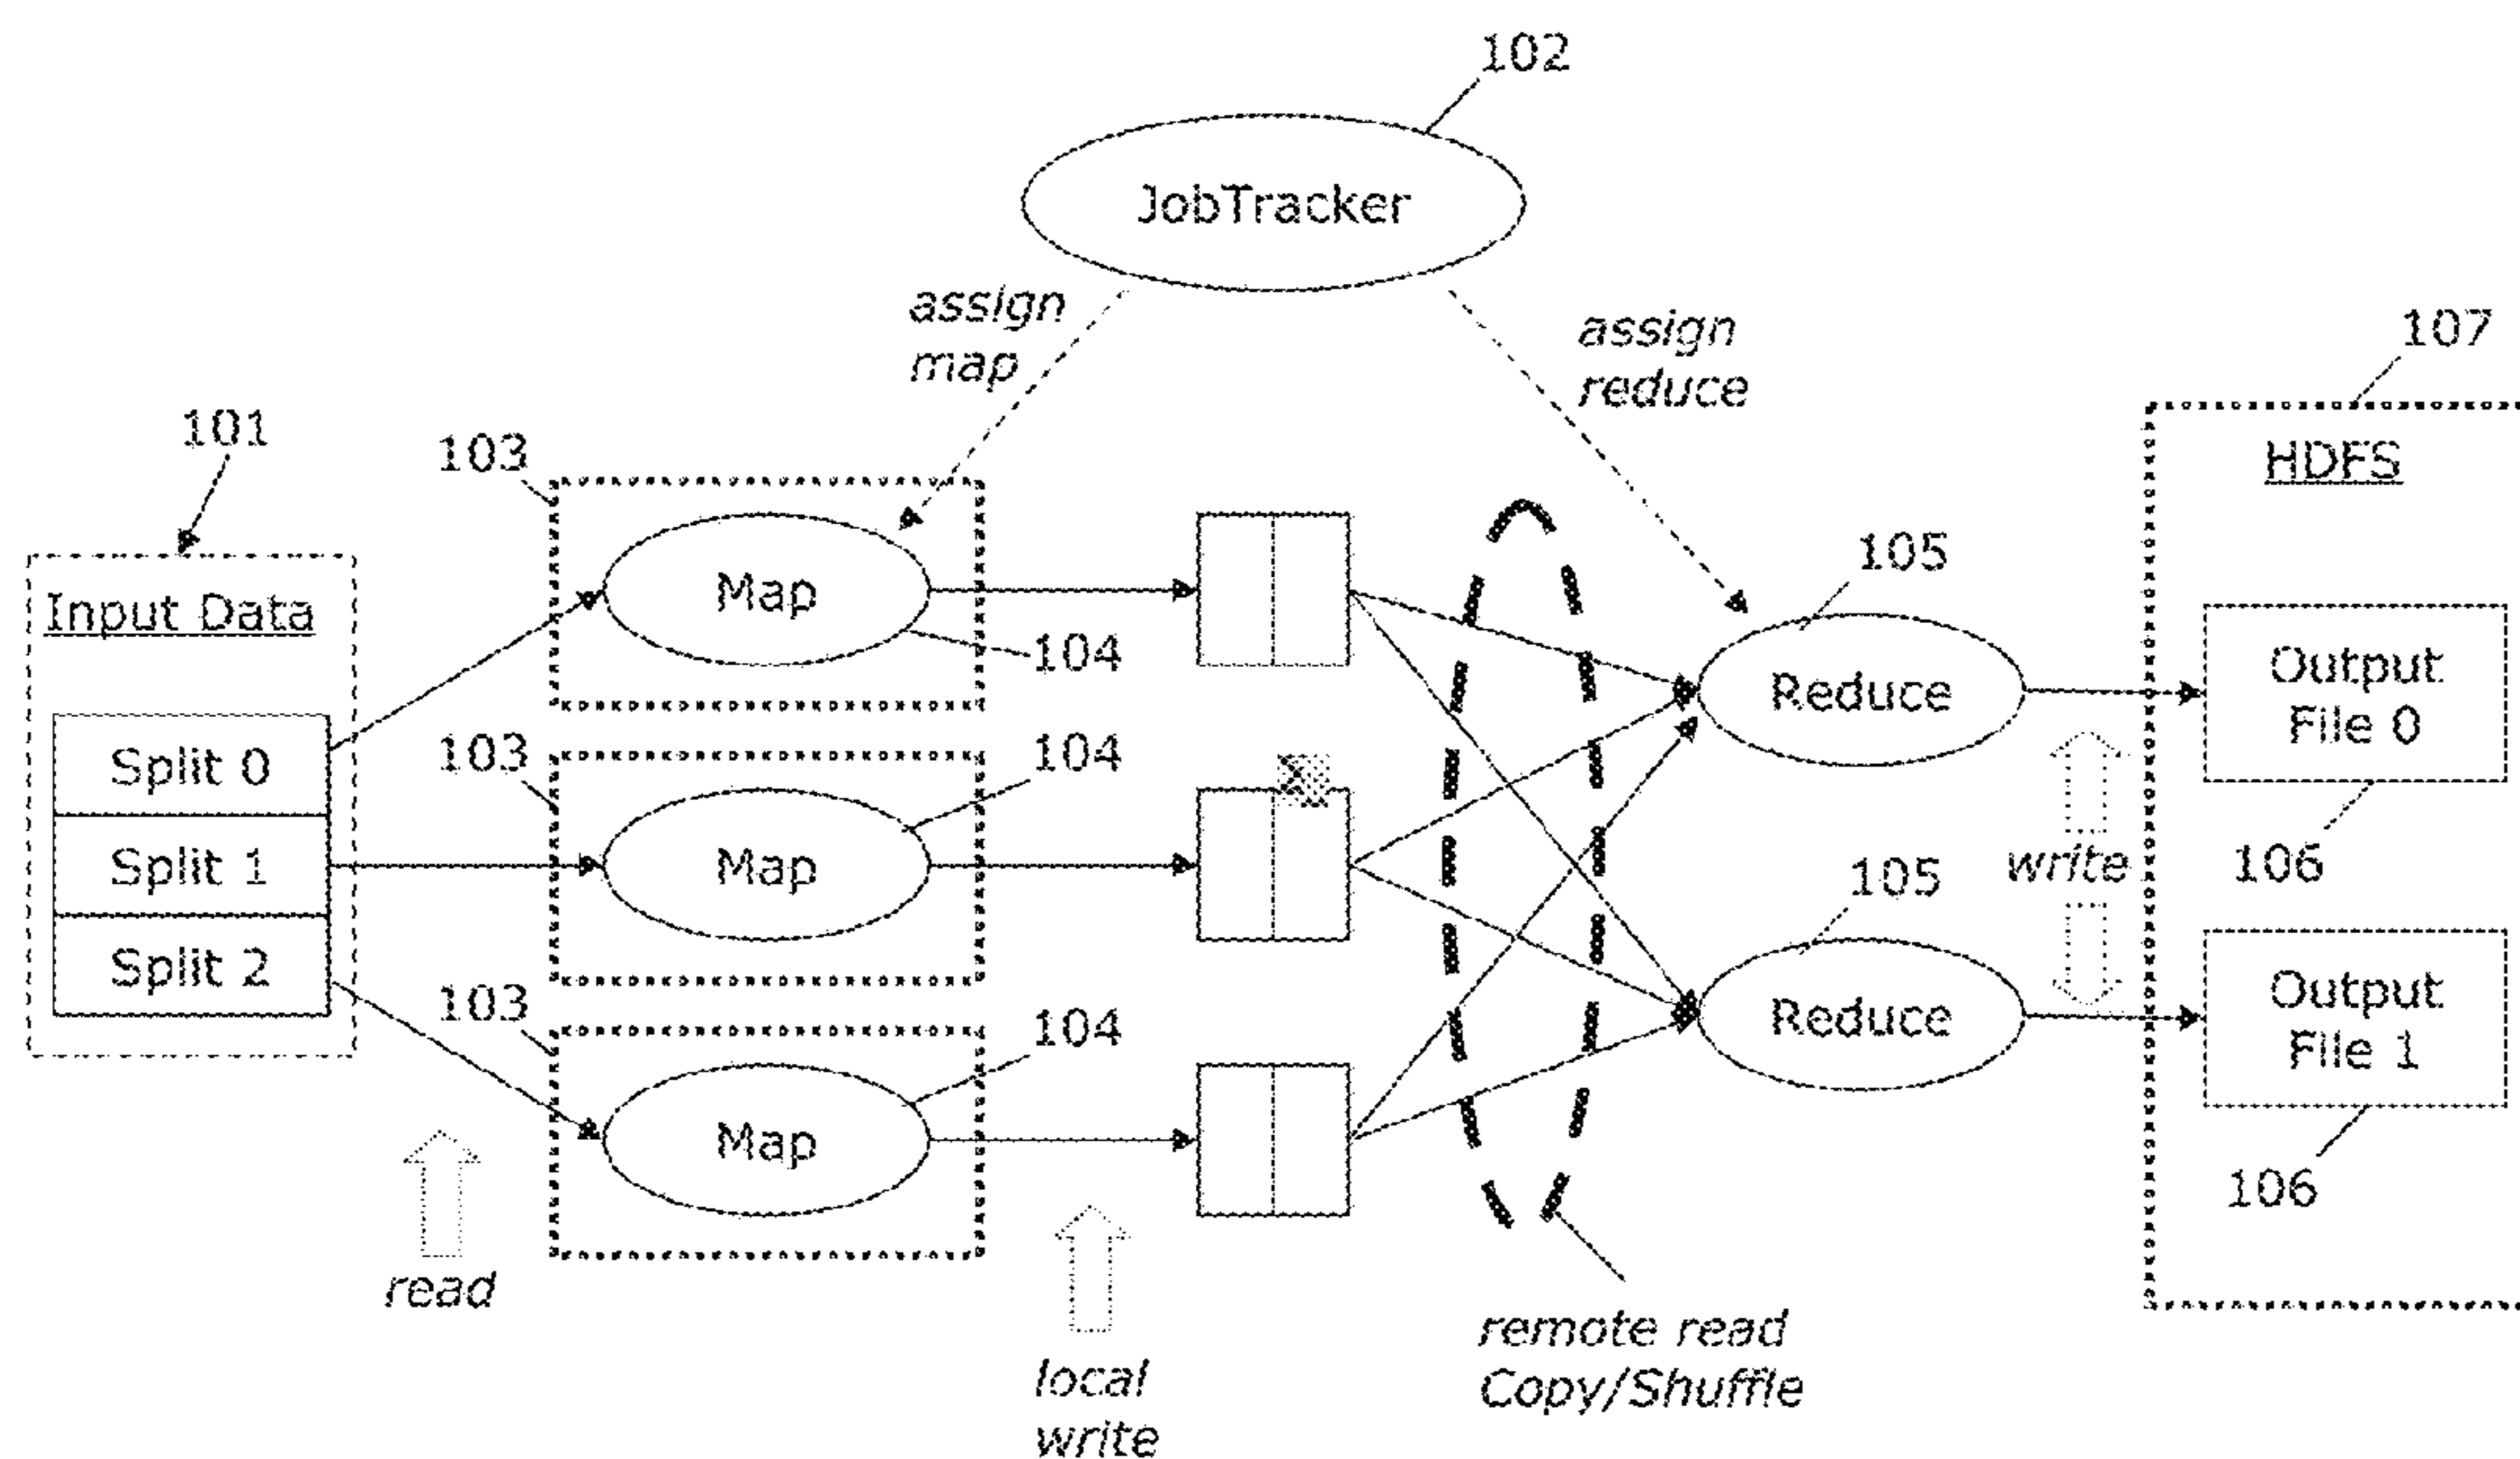 102
JobTracker
assign
map
assign
reduce
107
HDFS
101
103
Input Data
Map
104
105
Reduce
Output
File 0
Split 0
Split 1
Split 2
103
104
Map
write
106
105
Reduce
Output
File 1
103
104
Map
106
read
local
write
remote read
Copy/Shuffle